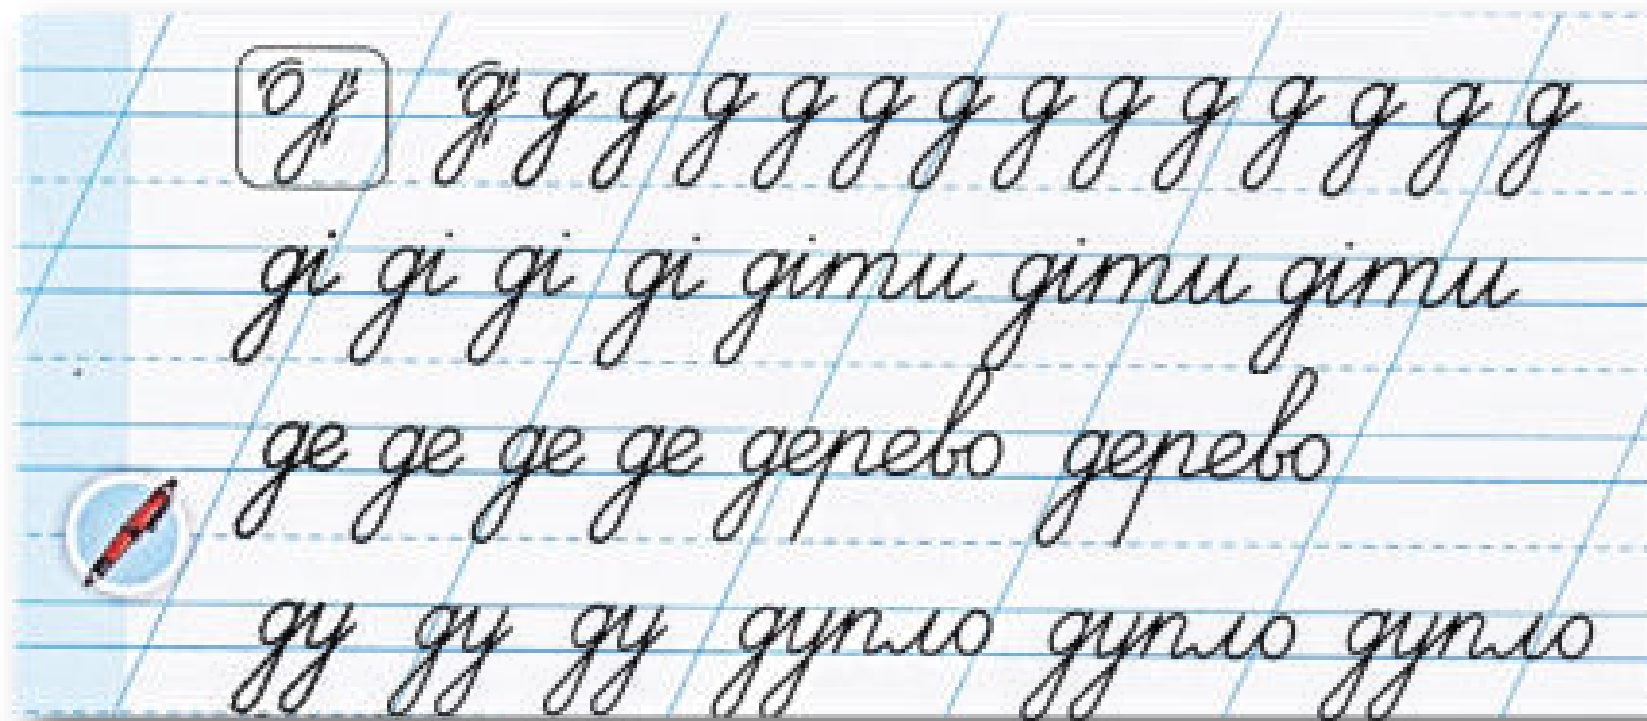 д д д д д д д д д д д д д д д
ді ді ді ді діти діти діти
де де де де дерево дерево
ду ду ду дупло дупло дупло